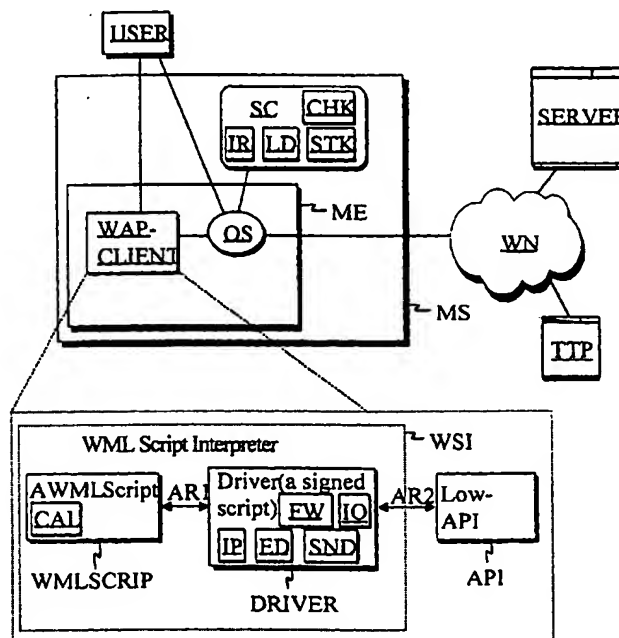 USER
SC CHK
IR LD STK
SERVER
ME
WAP-
CLIENT
OS
WN
MS
TTP
WML Script Interpreter
WSI
AWMLScript
CAL
AR1
Driver(a signed
script) FW IO
IP ED SND
AR2
Low-
API
WMLSCRIP
DRIVER
API